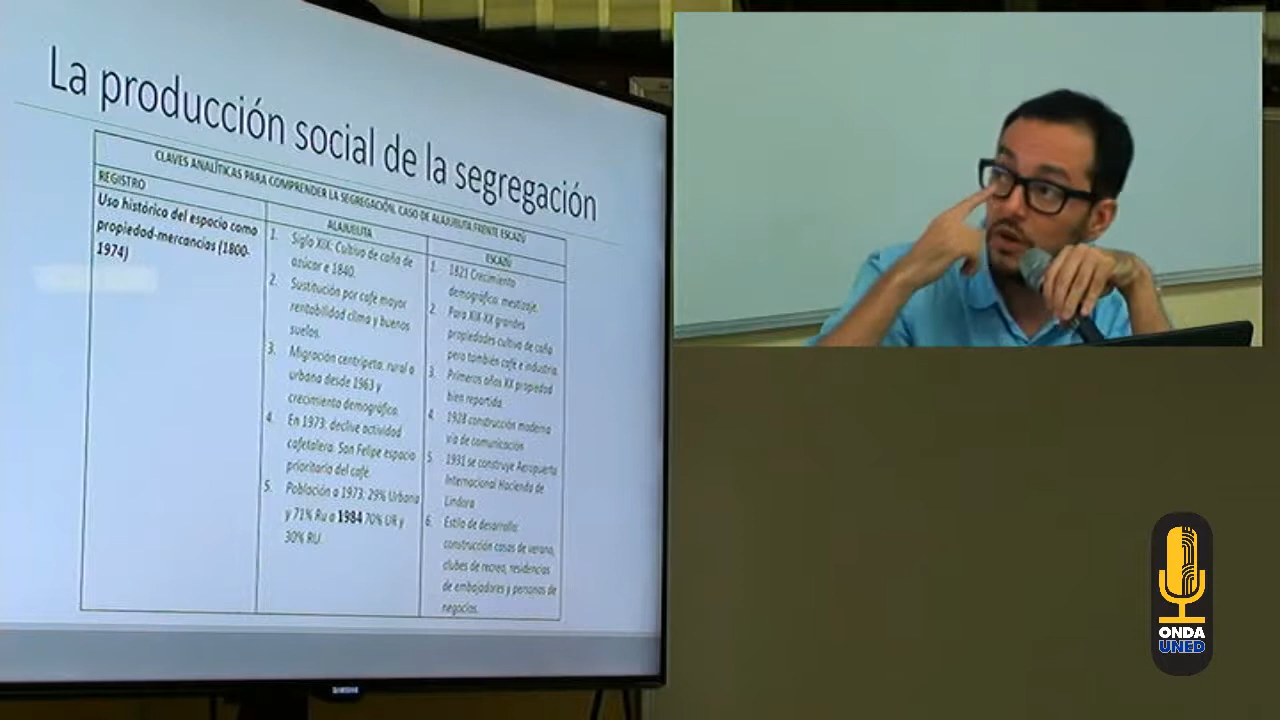 La producción social de la segregación
CLAVES ANALÍTICAS PARA COMPRENDER LA SEGREGACIÓN. CASO DE ALAJUELITA FRENTE ESCAZÚ
REGISTRO
ALAJUELITA
ESCAZÚ
Uso histórico del espacio como
propiedad-mercancías (1800-
1974)
1. Siglo XIX: Cultivo de caña de
azúcar e 1840.
2. Sustitución por café mayor
rentabilidad clima y buenos
suelos.
3. Migración centrípeta: rural a
urbana desde 1963 y
crecimiento demográfico.
4. En 1973: declive actividad
cafetalera. San Felipe espacio
prioritario del café.
5. Población a 1973: 29% Urbana
y 71% Ru a 1984 70% UR y
30% RU.
1. 1821 Crecimiento
demográfico: mestizaje.
2. Para XIX-XX grandes
propiedades cultivo de caña
pero también café e industria.
3. Primeros años XX propiedad
bien repartida.
4. 1928 construcción moderna
vía de comunicación
5. 1931 se construye Aeropuerto
Internacional Hacienda de
Lindora
6. Estilo de desarrollo:
construcción casas de verano,
clubes de recreo, residencias
de embajadores y personas de
negocios.
SAMSUNG
ONDA
UNED